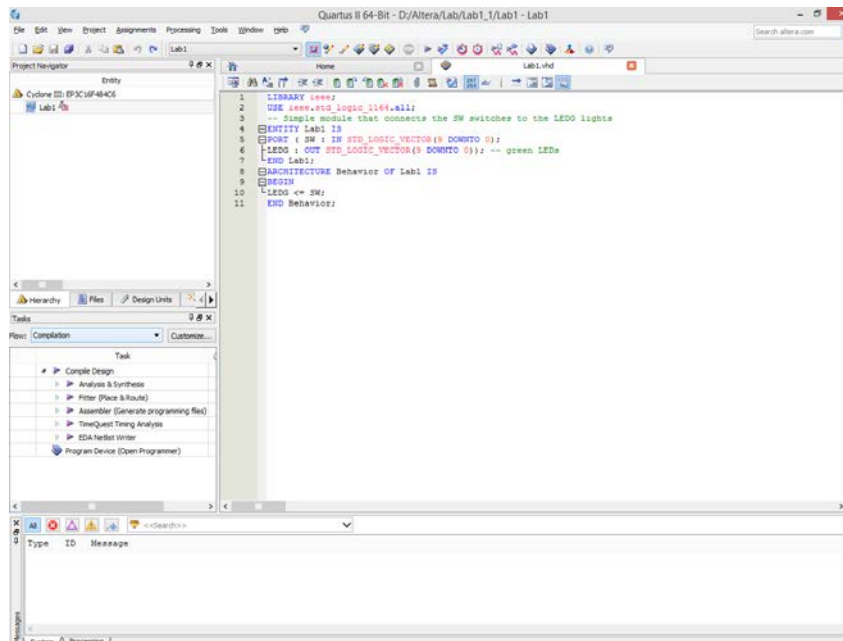 Quartus II 64-Bit - D:/Altera/Lab/Lab1_1/Lab1 - Lab1
File Edit View Project Assignments Processing Tools Window Help
Search altera.com
Lab1
Project Navigator
Entity
Cyclone III: EP3C16F484C6
Lab1
Hierarchy Files Design Units
Tasks
Flow: Compilation Customize...
Task
Compile Design
Analysis & Synthesis
Fitter (Place & Route)
Assembler (Generate programming files)
TimeQuest Timing Analysis
EDA Netlist Writer
Program Device (Open Programmer)
Home Lab1.vhd
1 LIBRARY ieee;
2 USE ieee.std_logic_1164.all;
3 -- Simple module that connects the SW switches to the LEDG lights
4 ENTITY Lab1 IS
5 PORT ( SW : IN STD_LOGIC_VECTOR(9 DOWNTO 0);
6 LEDG : OUT STD_LOGIC_VECTOR(9 DOWNTO 0)); -- green LEDs
7 END Lab1;
8 ARCHITECTURE Behavior OF Lab1 IS
9 BEGIN
10 LEDG <= SW;
11 END Behavior;
All <<Search>>
Type ID Message
Messages